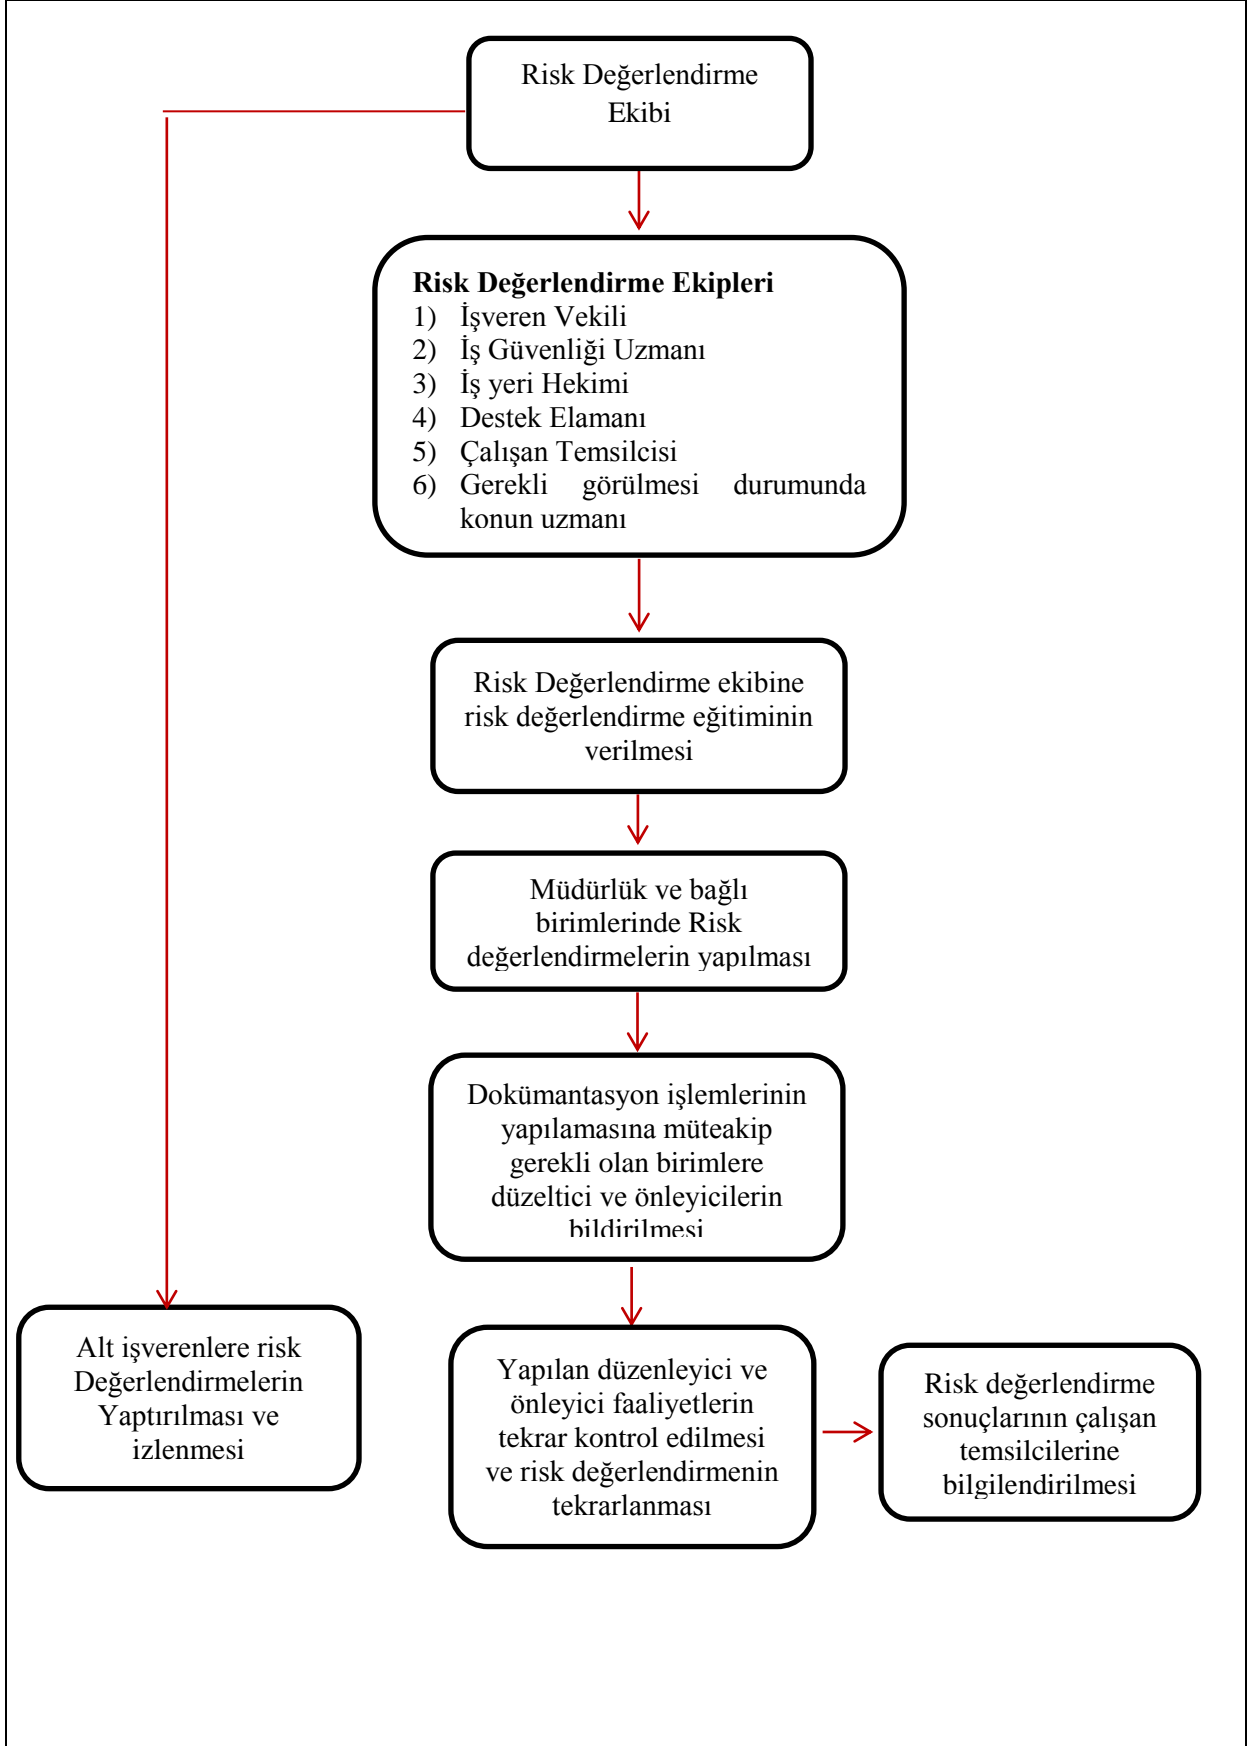 Risk Değerlendirme
Ekibi
Risk Değerlendirme Ekipleri
1) İşveren Vekili
2) İş Güvenliği Uzmanı
3) İş yeri Hekimi
4) Destek Elamanı
5) Çalışan Temsilcisi
6) Gerekli görülmesi durumunda
konun uzmanı
Risk Değerlendirme ekibine
risk değerlendirme eğitiminin
verilmesi
Müdürlük ve bağlı
birimlerinde Risk
değerlendirmelerin yapılması
Dokümantasyon işlemlerinin
yapılamasına müteakip
gerekli olan birimlere
düzeltici ve önleyicilerin
bildirilmesi
Alt işverenlere risk
Değerlendirmelerin
Yaptırılması ve
izlenmesi
Yapılan düzenleyici ve
önleyici faaliyetlerin
tekrar kontrol edilmesi
ve risk değerlendirmenin
tekrarlanması
Risk değerlendirme
sonuçlarının çalışan
temsilcilerine
bilgilendirilmesi